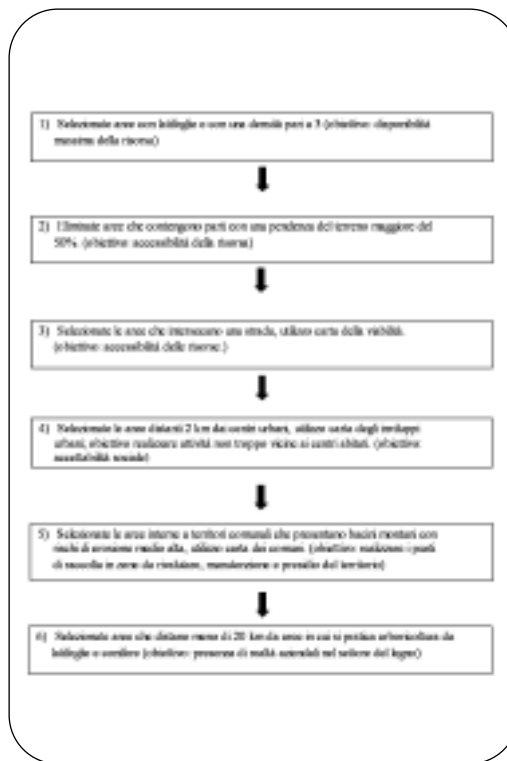 1) Selezionate aree con latifoglie o con una densità pari a 3 (obiettivo: disponibilità
massima della risorsa)
2) Eliminate aree che contengono parti con una pendenza del terreno maggiore del
50%. (obiettivo: accessibilità della risorsa)
3) Selezionate le aree che intersecano una strada, utilizzo carta della viabilità.
(obiettivo: accessibilità delle risorse.)
4) Selezionate le aree distanti 2 km dai centri urbani, utilizzo carta degli inviluppi
urbani, obiettivo realizzare attività non troppo vicine ai centri abitati. (obiettivo:
accettabilità sociale)
5) Selezionate le aree interne a territori comunali che presentano bacini montani con
rischi di erosione medio alta, utilizzo carta dei comuni. (obiettivo: realizzare i punti
di raccolta in zone da rivitalizzare, manutenzione e presidio del territorio)
6) Selezionate aree che distano meno di 20 km da aree in cui si pratica arboricoltura da
latifoglie o conifere (obiettivo: presenza di realtà aziendali nel settore del legno)